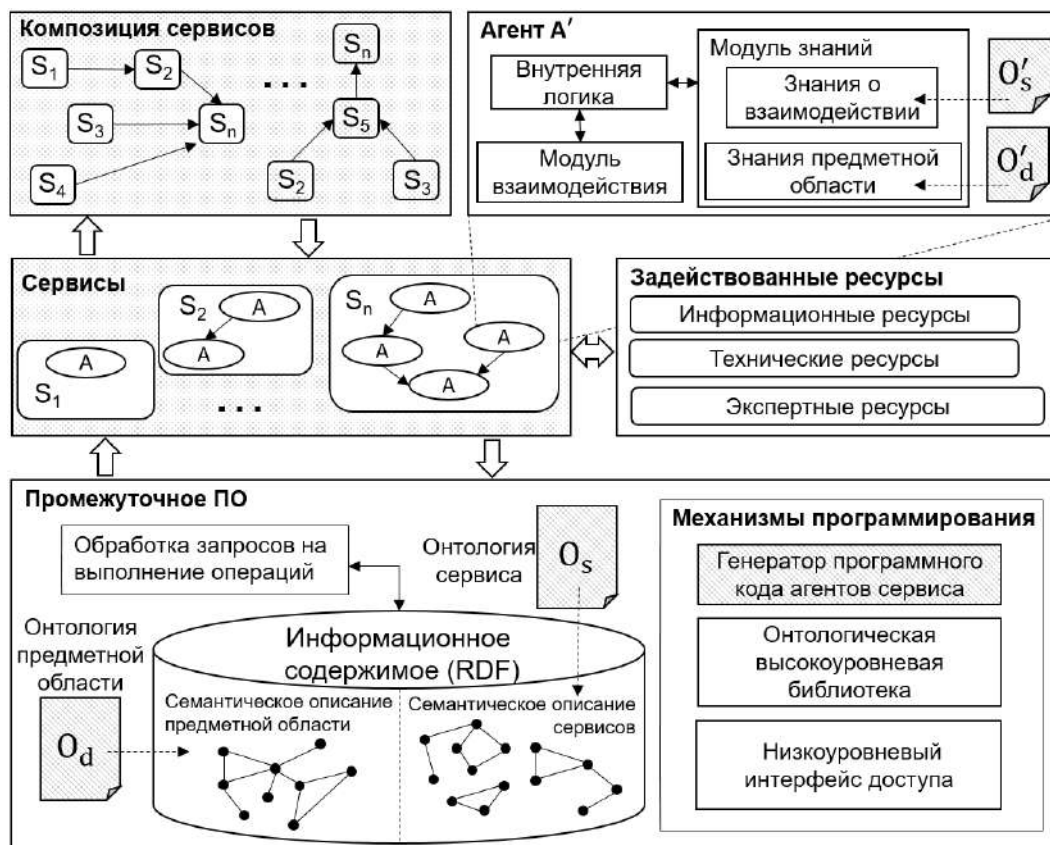 Композиция сервисов
S₁
S₂
S₃
S₄
Sₙ
. . .
Sₙ
S₅
S₂
S₃
Агент A′
Внутренняя
логика
Модуль
взаимодействия
Модуль знаний
Знания о
взаимодействии
Знания предметной
области
O′ₛ
O′d
Сервисы
A
S₁
S₂
A
A
. . .
Sₙ
A
A
A
A
Задействованные ресурсы
Информационные ресурсы
Технические ресурсы
Экспертные ресурсы
Промежуточное ПО
Обработка запросов на
выполнение операций
Онтология
сервиса
Oₛ
Онтология
предметной
области
Od
Информационное
содержимое (RDF)
Семантическое описание
предметной области
Семантическое описание
сервисов
Механизмы программирования
Генератор программного
кода агентов сервиса
Онтологическая
высокоуровневая
библиотека
Низкоуровневый
интерфейс доступа